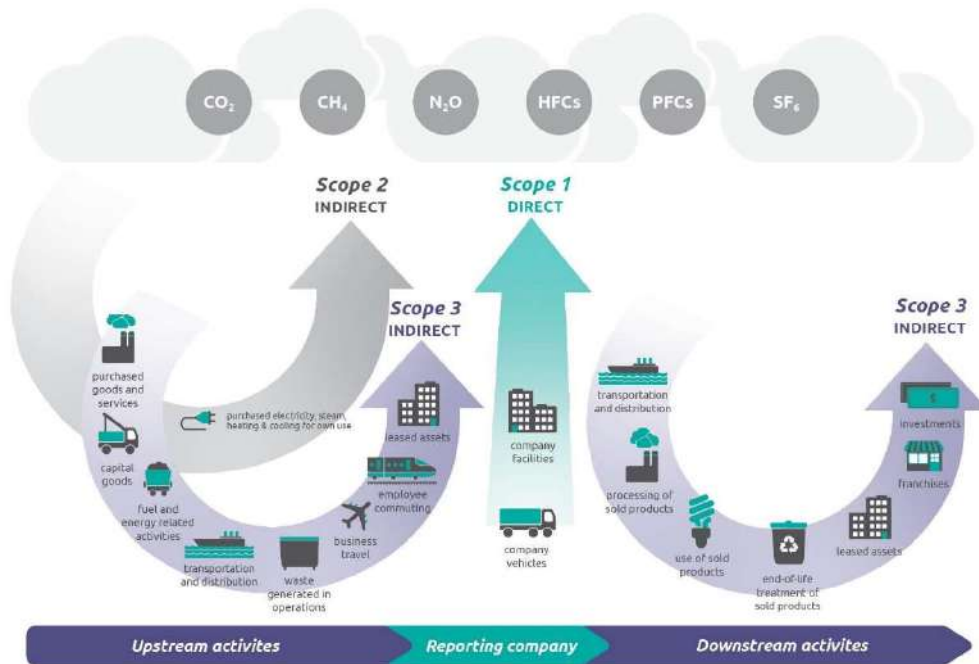 CO₂
CH₄
N₂O
HFCs
PFCs
SF₆
Scope 2
INDIRECT
Scope 1
DIRECT
Scope 3
INDIRECT
Scope 3
INDIRECT
purchased
goods and
services
capital
goods
fuel and
energy related
activities
purchased electricity, steam,
heating & cooling for own use
transportation
and distribution
waste
generated in
operations
business
travel
employee
commuting
leased assets
company
facilities
company
vehicles
transportation
and distribution
processing of
sold products
use of sold
products
end-of-life
treatment of
sold products
leased assets
franchises
$
investments
Upstream activites
Reporting company
Downstream activites